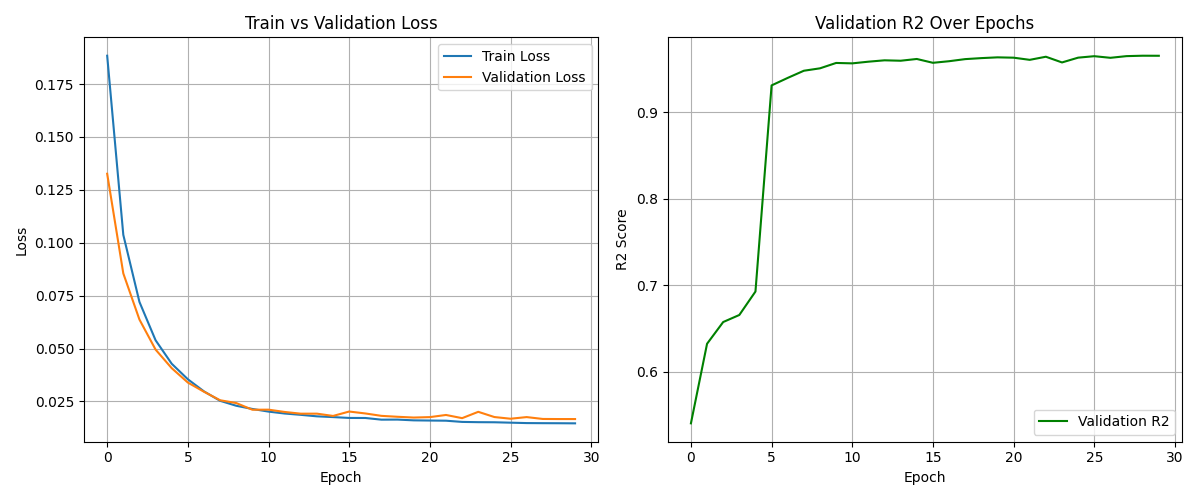 Train vs Validation Loss
Train Loss
Validation Loss
0.175
0.150
0.125
0.100
0.075
0.050
0.025
Loss
0 5 10 15 20 25 30
Epoch
Validation R2 Over Epochs
0.9
0.8
0.7
0.6
R2 Score
Validation R2
0 5 10 15 20 25 30
Epoch